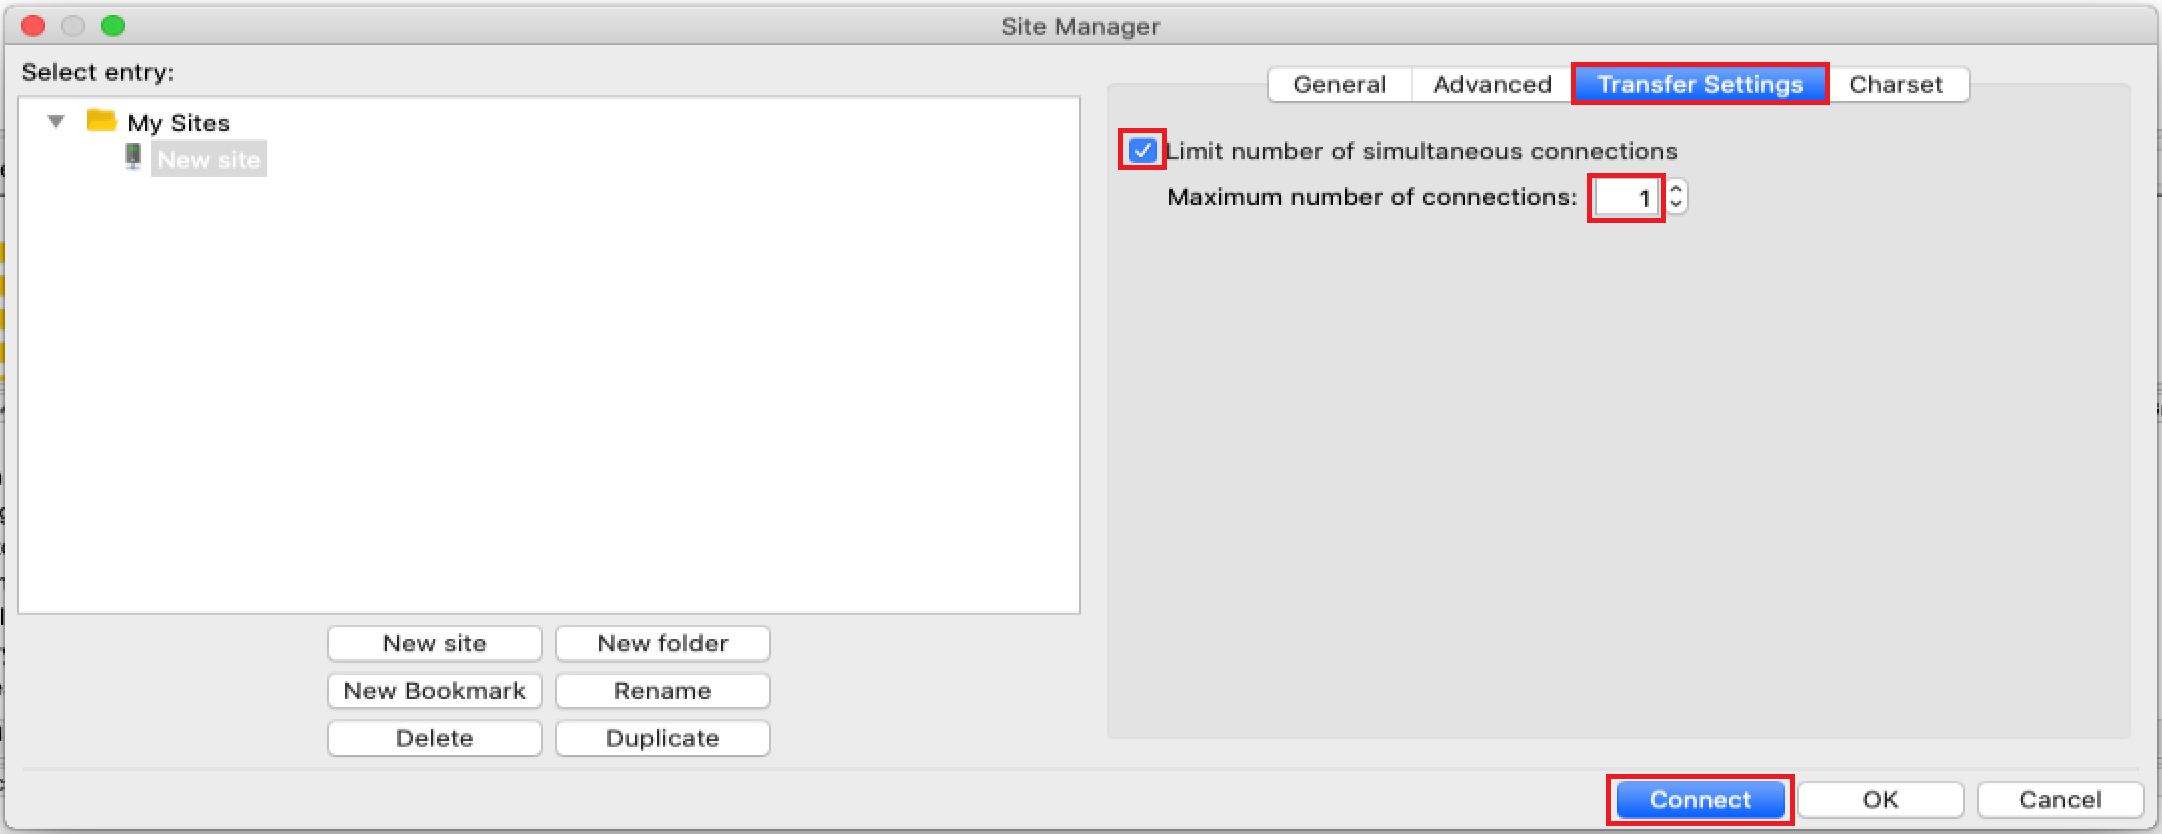 Site Manager
Select entry:
My Sites
New site
New site
New folder
New Bookmark
Rename
Delete
Duplicate
General
Advanced
Transfer Settings
Charset
Limit number of simultaneous connections
Maximum number of connections: 1
Connect
OK
Cancel